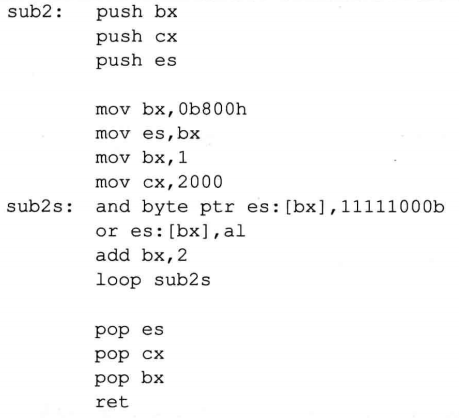 sub2: push bx
push cx
push es
mov bx,0b800h
mov es,bx
mov bx,1
mov cx,2000
sub2s: and byte ptr es:[bx],11111000b
or es:[bx],al
add bx,2
loop sub2s
pop es
pop cx
pop bx
ret